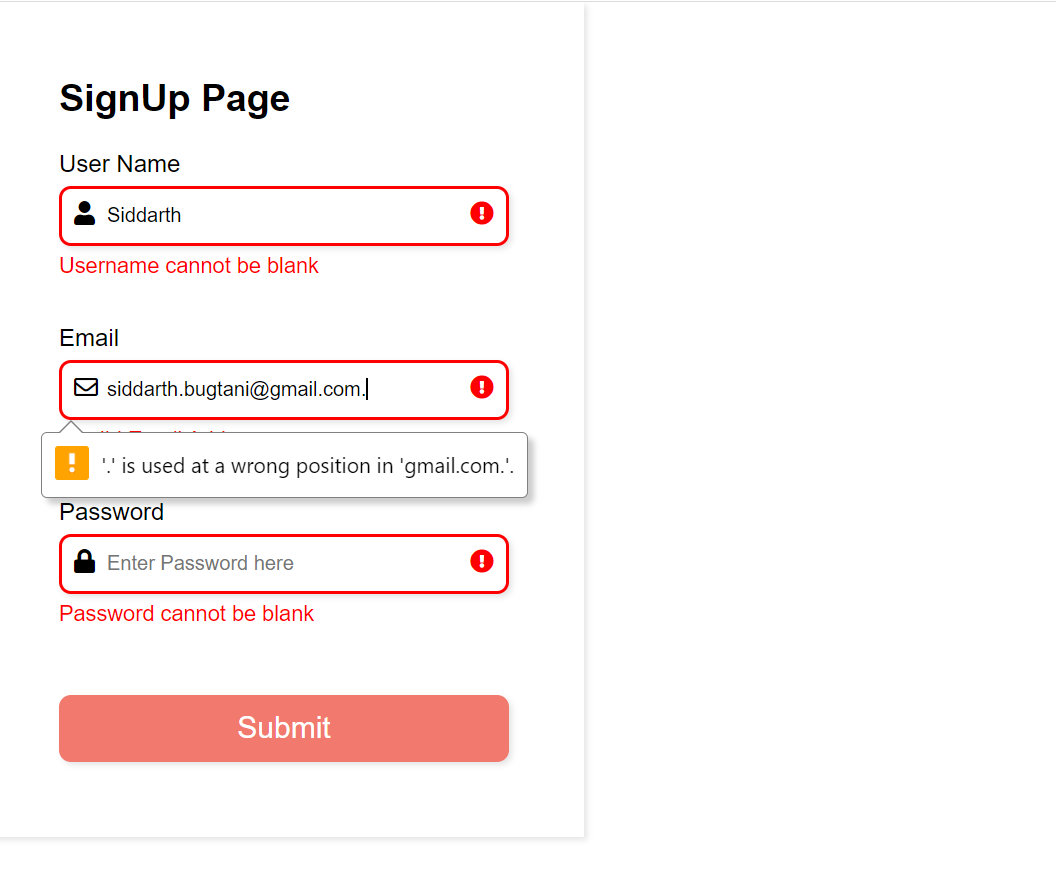 SignUp Page
User Name
Siddarth
Username cannot be blank
Email
siddarth.bugtani@gmail.com.
'.' is used at a wrong position in 'gmail.com.'.
Password
Enter Password here
Password cannot be blank
Submit